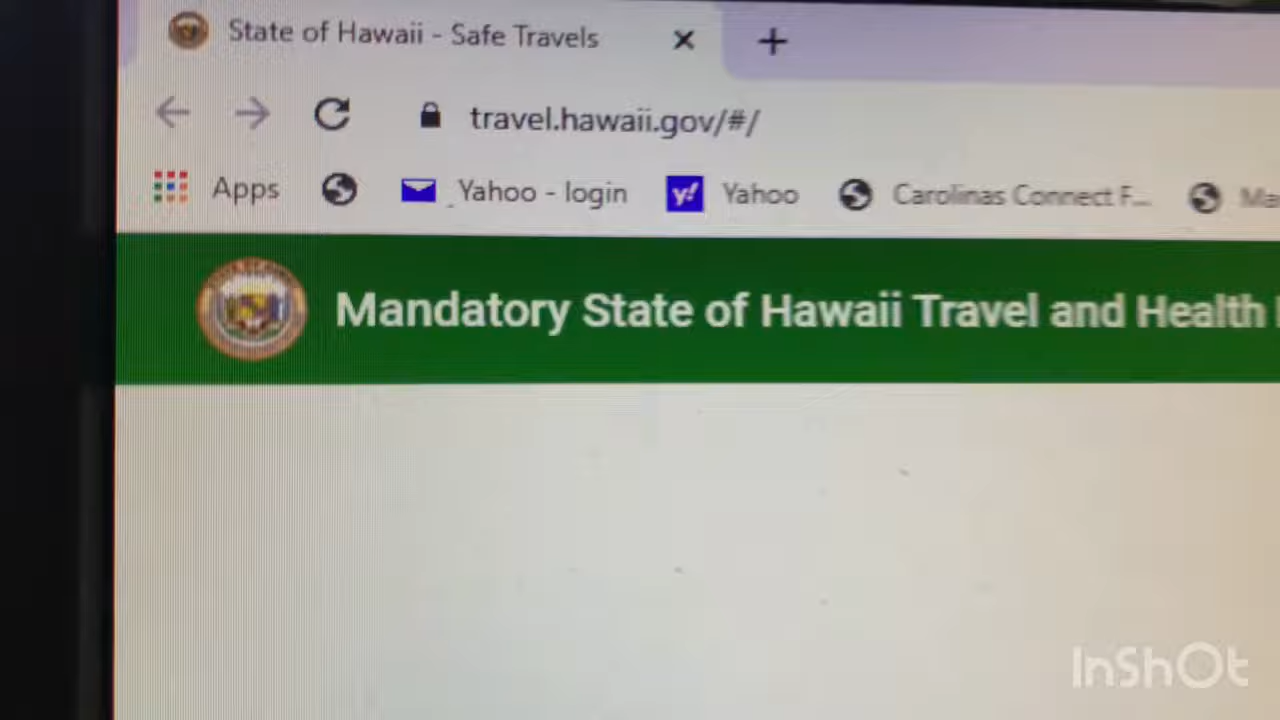 State of Hawaii - Safe Travels
travel.hawaii.gov/#/
Apps Yahoo - login y! Yahoo Carolinas Connect F... Ma
Mandatory State of Hawaii Travel and Health
InShOt